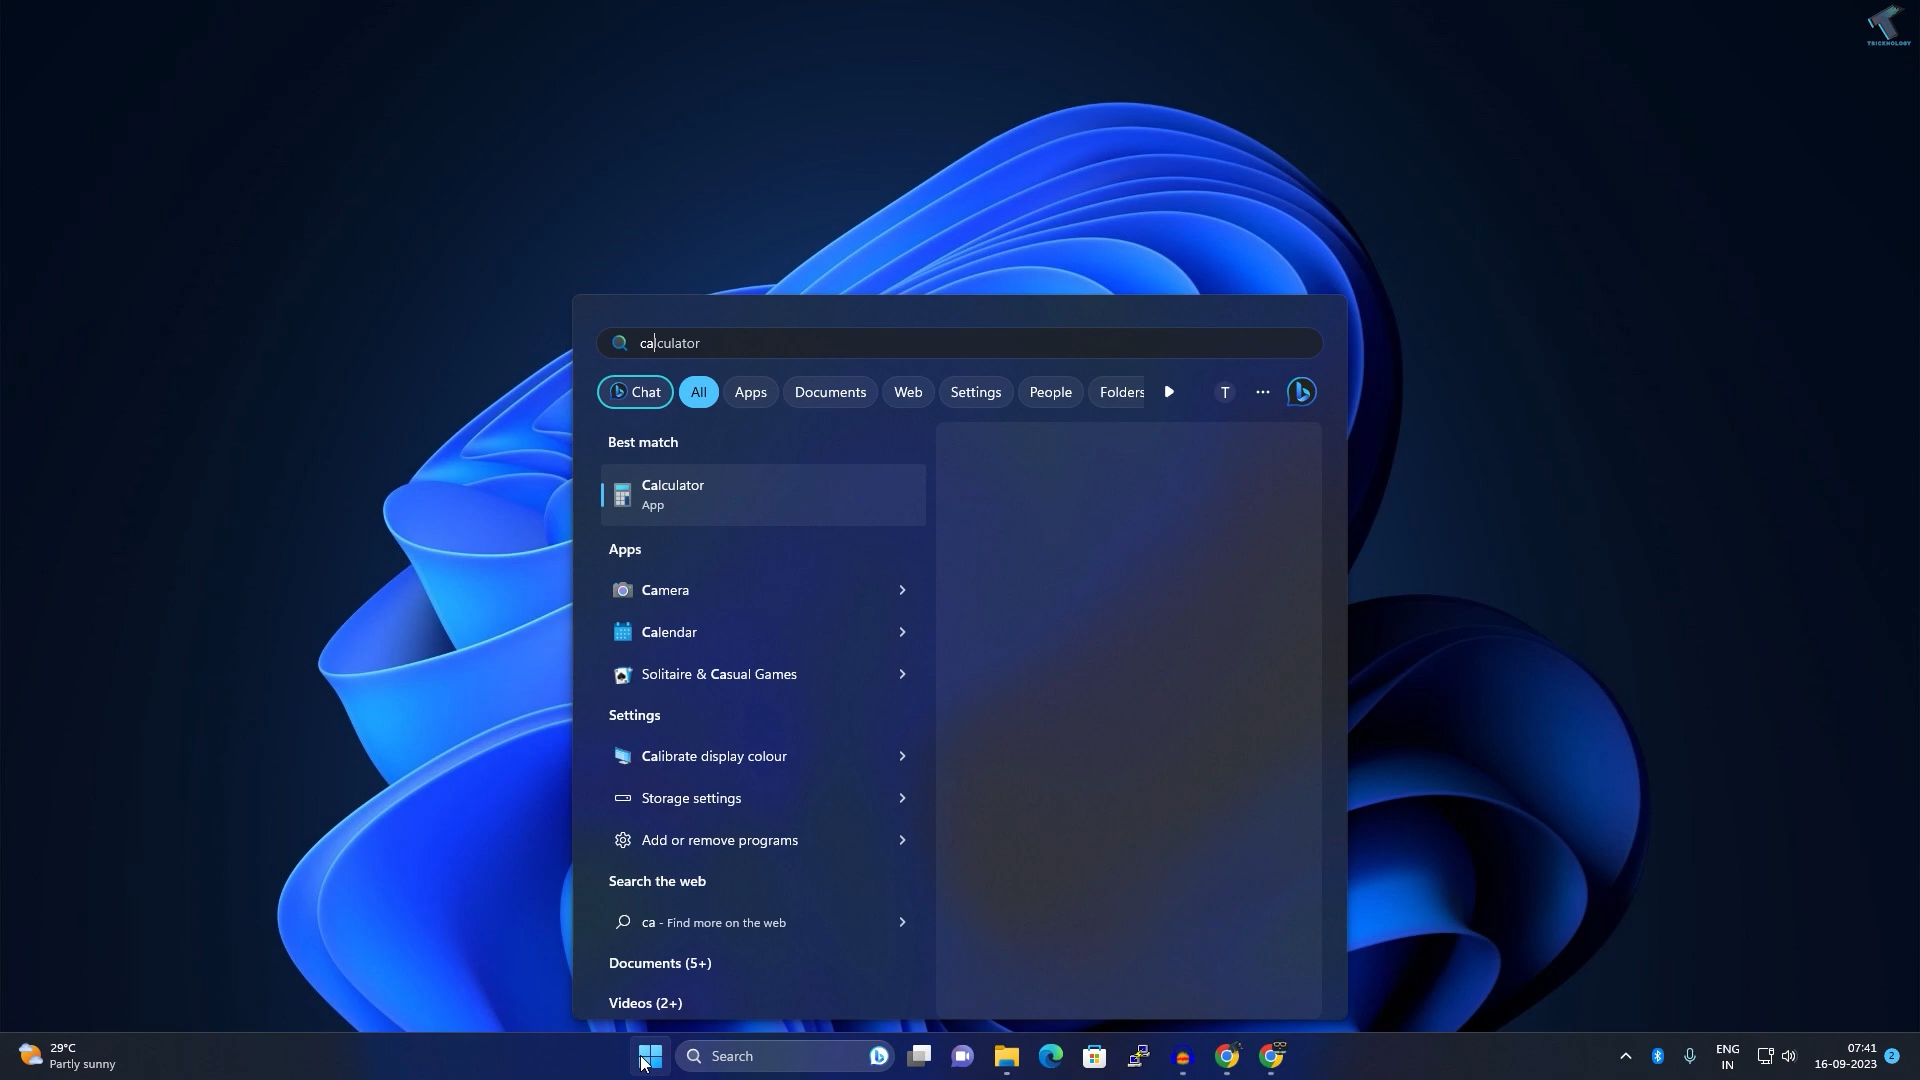 TRICKNOLOGY
calculator
Chat All Apps Documents Web Settings People Folders T ...
Best match
Calculator
App
Apps
Camera
Calendar
Solitaire & Casual Games
Settings
Calibrate display colour
Storage settings
Add or remove programs
Search the web
ca - Find more on the web
Documents (5+)
Videos (2+)
29°C
Partly sunny
Search
ENG
IN
07:41
16-09-2023
2